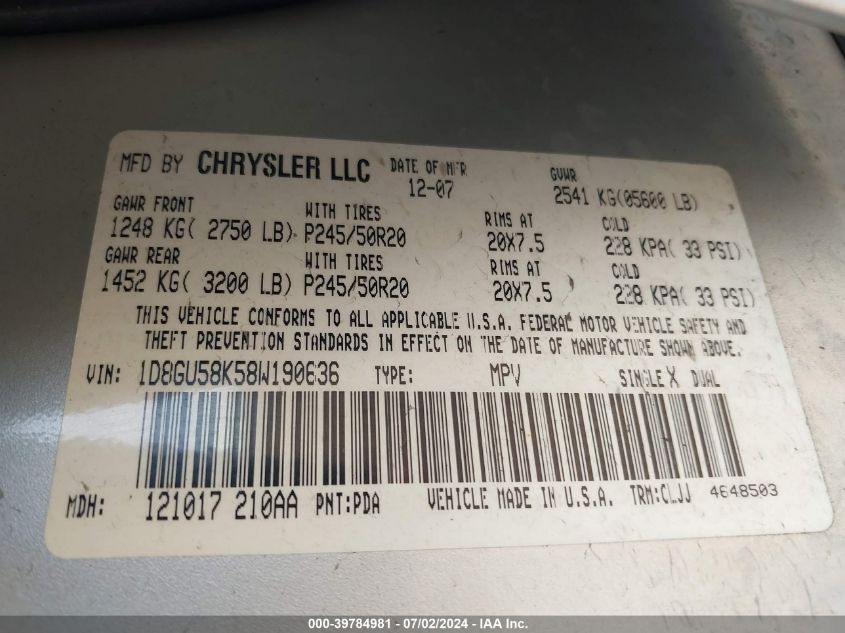 MFD BY CHRYSLER LLC DATE OF MFR GVWR
12-07 2541 KG(05600 LB)
GAWR FRONT WITH TIRES RIMS AT COLD
1248 KG( 2750 LB) P245/50R20 20X7.5 228 KPA( 33 PSI)
GAWR REAR WITH TIRES RIMS AT COLD
1452 KG( 3200 LB) P245/50R20 20X7.5 228 KPA( 33 PSI)
THIS VEHICLE CONFORMS TO ALL APPLICABLE U.S.A. FEDERAL MOTOR VEHICLE SAFETY AND
THEFT PREVENTION STANDARDS IN EFFECT ON THE DATE OF MANUFACTURE SHOWN ABOVE.
VIN: 1D8GU58K58W190636 TYPE: MPV SINGLE X DUAL
MDH: 121017 210AA PNT:PDA VEHICLE MADE IN U.S.A. TRM:CLJJ 4648503
000-39784981 - 07/02/2024 - IAA Inc.